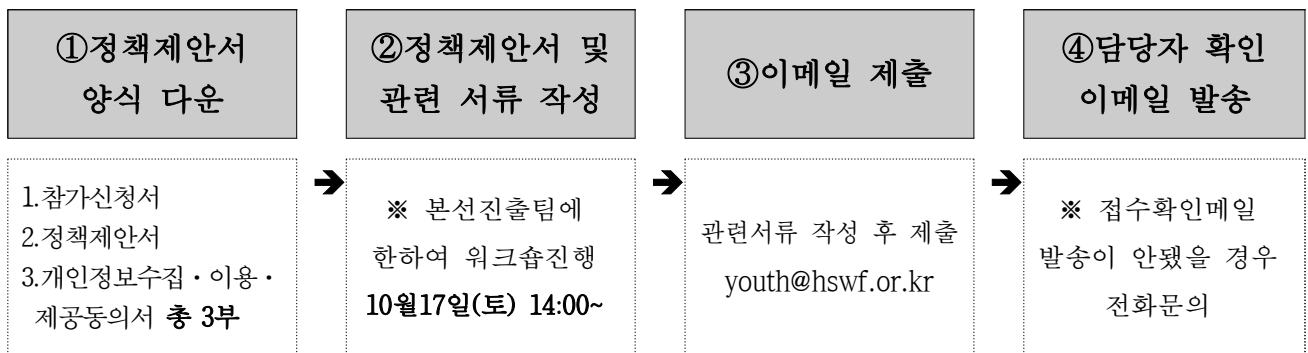 ①정책제안서
양식 다운
②정책제안서 및
관련 서류 작성
③이메일 제출
④담당자 확인
이메일 발송
1.참가신청서
2.정책제안서
3.개인정보수집・이용・
제공동의서 총 3부
➔
※ 본선진출팀에
한하여 워크숍진행
10월17일(토) 14:00~
➔
관련서류 작성 후 제출
youth@hswf.or.kr
➔
※ 접수확인메일
발송이 안됐을 경우
전화문의